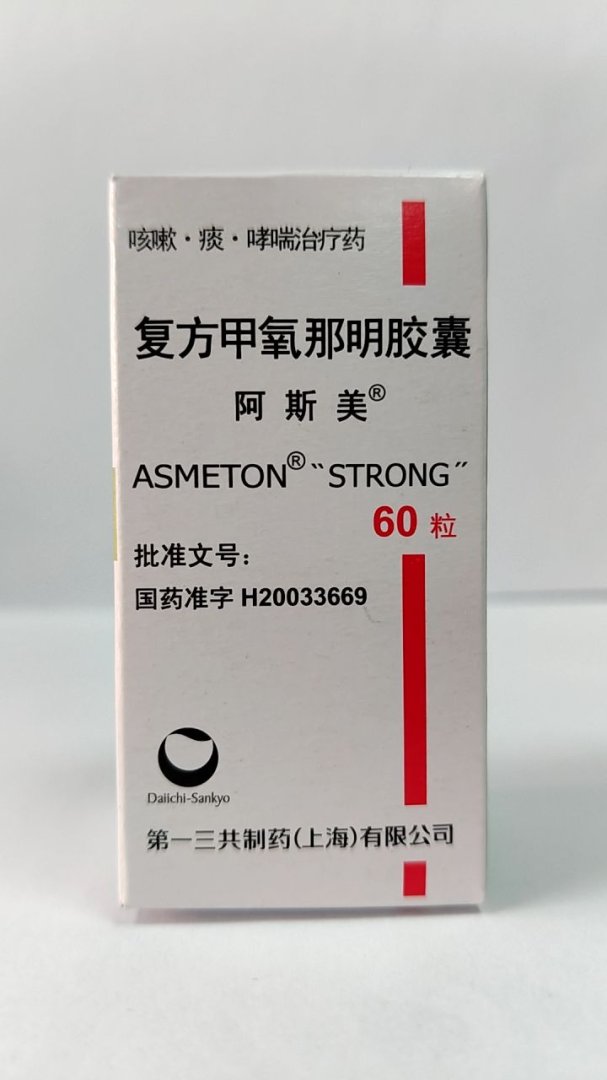 咳嗽·痰·哮喘治疗药
复方甲氧那明胶囊
阿斯美®
ASMETON® “STRONG”
60 粒
批准文号：
国药准字 H20033669
Daiichi-Sankyo
第一三共制药(上海)有限公司